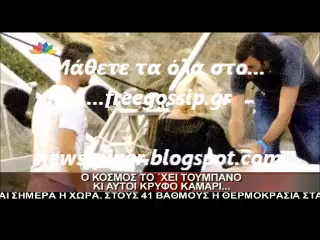 Μάθετε τα όλα στο...
...freegossip.gr
.blogspot.com
Ο ΚΟΣΜΟΣ ΤΟ ΄ΧΕΙ ΤΟΥΜΠΑΝΟ
ΚΙ ΑΥΤΟΙ ΚΡΥΦΟ ΚΑΜΑΡΙ...
ΑΙ ΣΗΜΕΡΑ Η ΧΩΡΑ. ΣΤΟΥΣ 41 ΒΑΘΜΟΥΣ Η ΘΕΡΜΟΚΡΑΣΙΑ ΣΤΑ